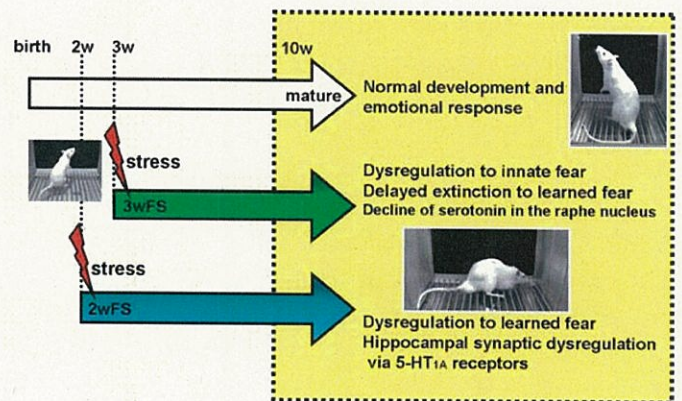 birth 2w 3w 10w
mature
Normal development and
emotional response
stress
3wFS
Dysregulation to innate fear
Delayed extinction to learned fear
Decline of serotonin in the raphe nucleus
stress
2wFS
Dysregulation to learned fear
Hippocampal synaptic dysregulation
via 5-HT1A receptors